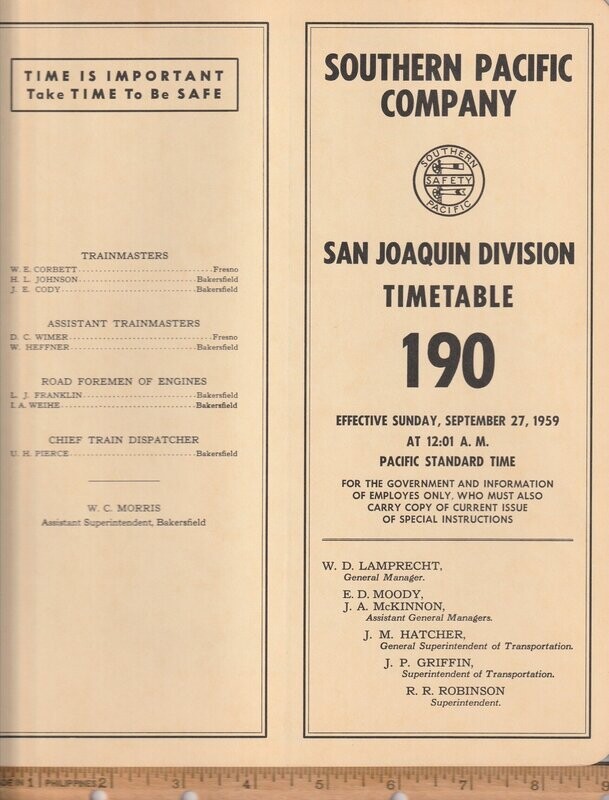 TIME IS IMPORTANT
Take TIME To Be SAFE
TRAINMASTERS
W. E. CORBETT Fresno
H. L. JOHNSON Bakersfield
J. E. CODY Bakersfield
ASSISTANT TRAINMASTERS
D. C. WIMER Fresno
W. HEFFNER Bakersfield
ROAD FOREMEN OF ENGINES
L. J. FRANKLIN Bakersfield
I. A. WEIHE Bakersfield
CHIEF TRAIN DISPATCHER
U. H. PIERCE Bakersfield
W. C. MORRIS
Assistant Superintendent, Bakersfield
SOUTHERN PACIFIC
COMPANY
SOUTHERN
SAFETY
PACIFIC
SAN JOAQUIN DIVISION
TIMETABLE
190
EFFECTIVE SUNDAY, SEPTEMBER 27, 1959
AT 12:01 A. M.
PACIFIC STANDARD TIME
FOR THE GOVERNMENT AND INFORMATION
OF EMPLOYES ONLY, WHO MUST ALSO
CARRY COPY OF CURRENT ISSUE
OF SPECIAL INSTRUCTIONS
W. D. LAMPRECHT,
General Manager.
E. D. MOODY,
J. A. McKINNON,
Assistant General Managers.
J. M. HATCHER,
General Superintendent of Transportation.
J. P. GRIFFIN,
Superintendent of Transportation.
R. R. ROBINSON
Superintendent.
IN 1 PHILIPPINES 2 3 4 5 6 7 8 9